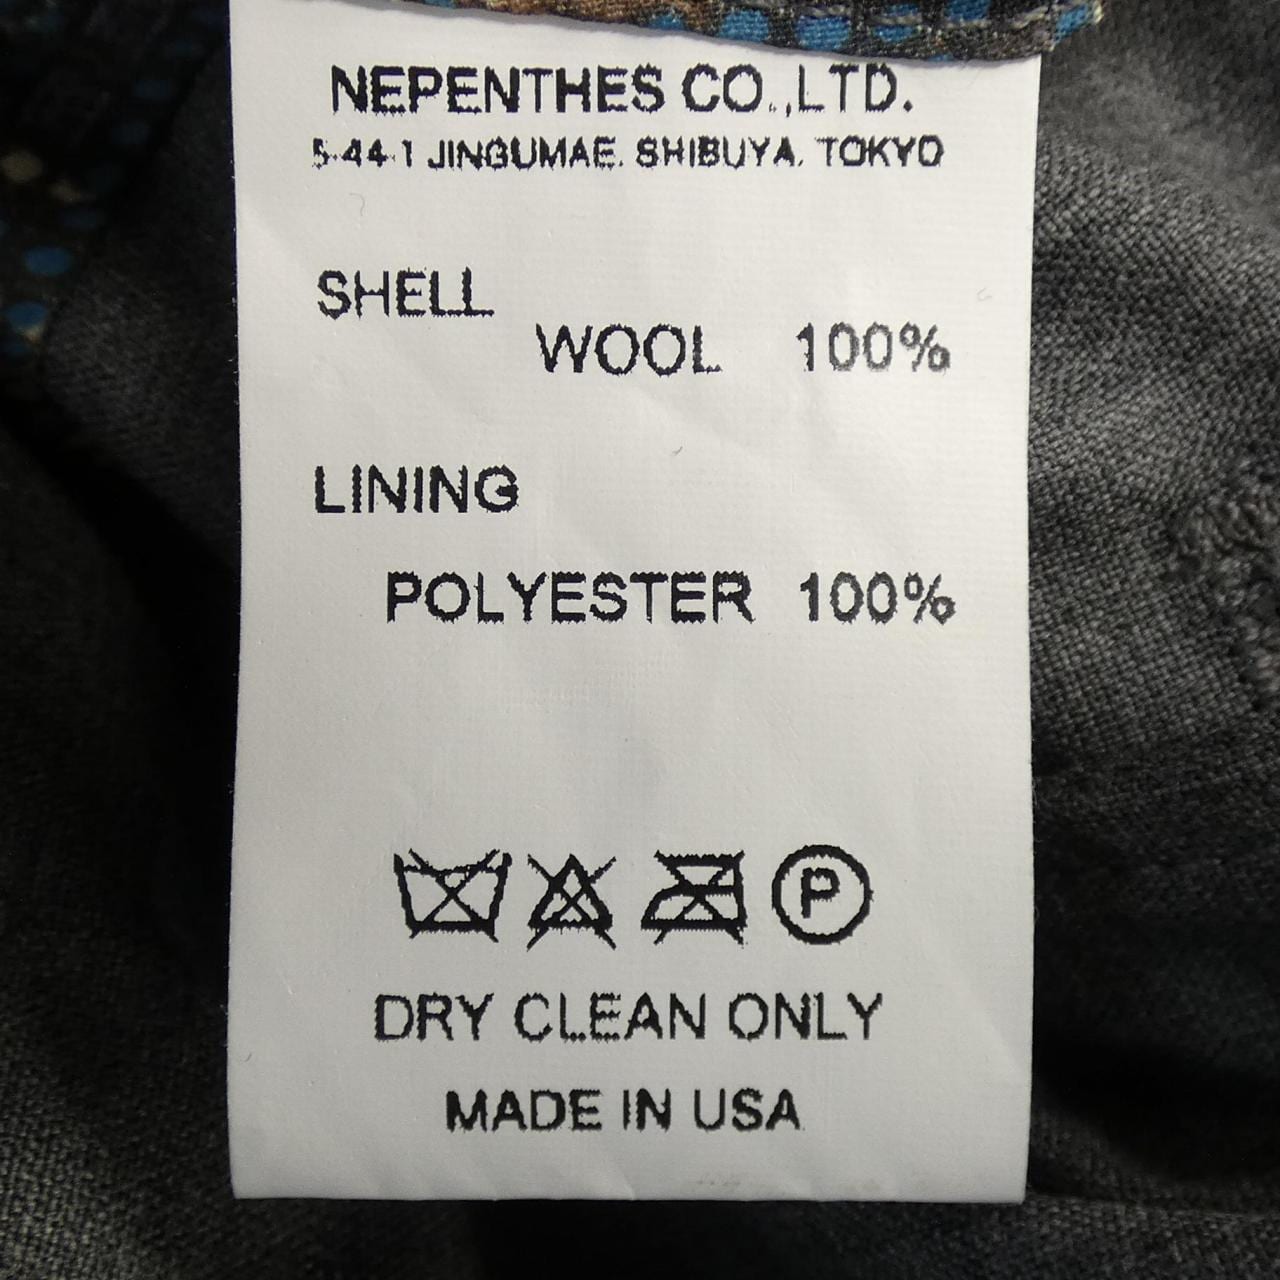 NEPENTHES CO.,LTD.
5-44-1 JINGUMAE, SHIBUYA, TOKYO
SHELL
WOOL 100%
LINING
POLYESTER 100%
P
DRY CLEAN ONLY
MADE IN USA